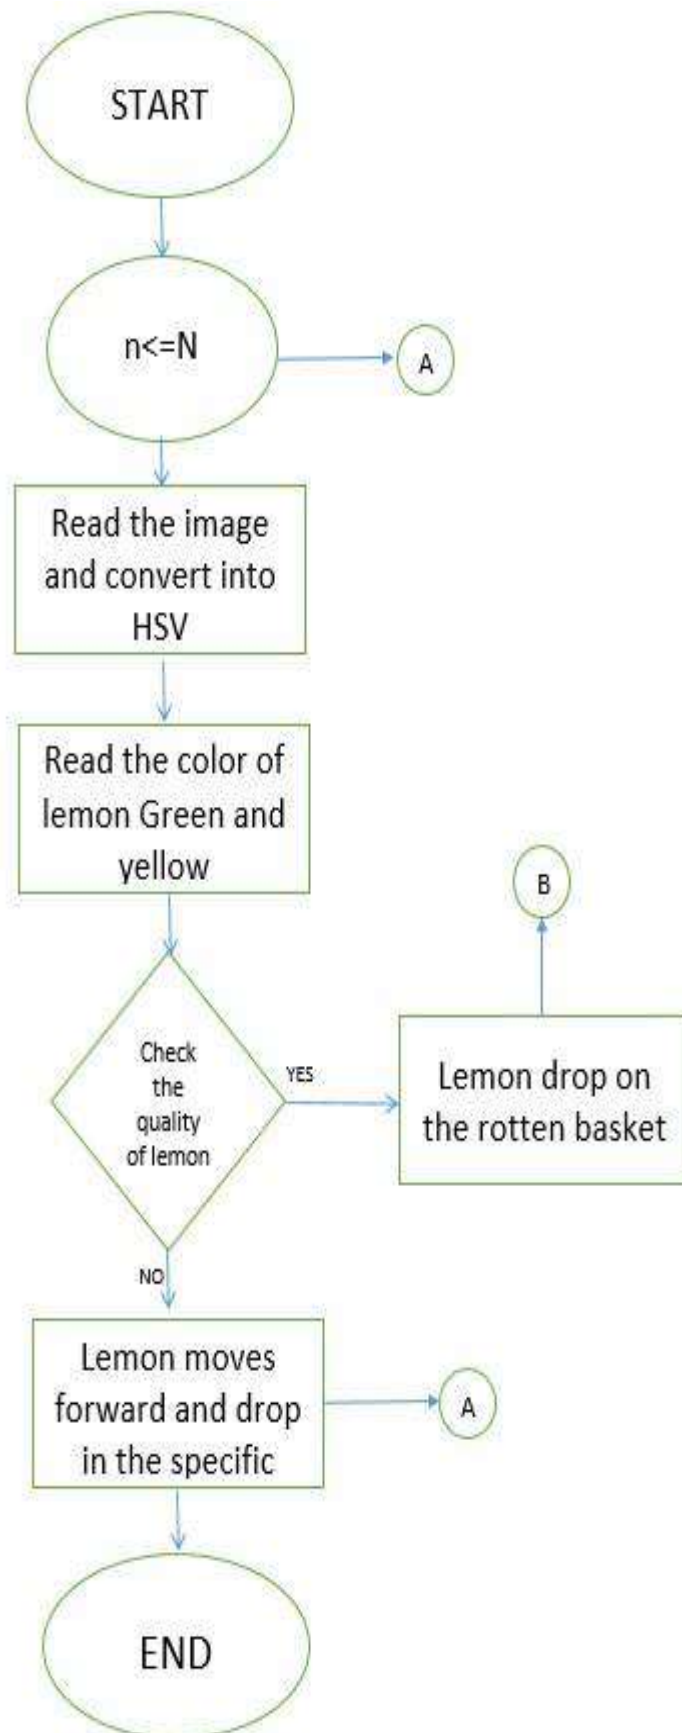 START
n<=N
A
Read the image
and convert into
HSV
Read the color of
lemon Green and
yellow
B
Check
the
quality
of lemon
YES
Lemon drop on
the rotten basket
NO
Lemon moves
forward and drop
in the specific
A
END